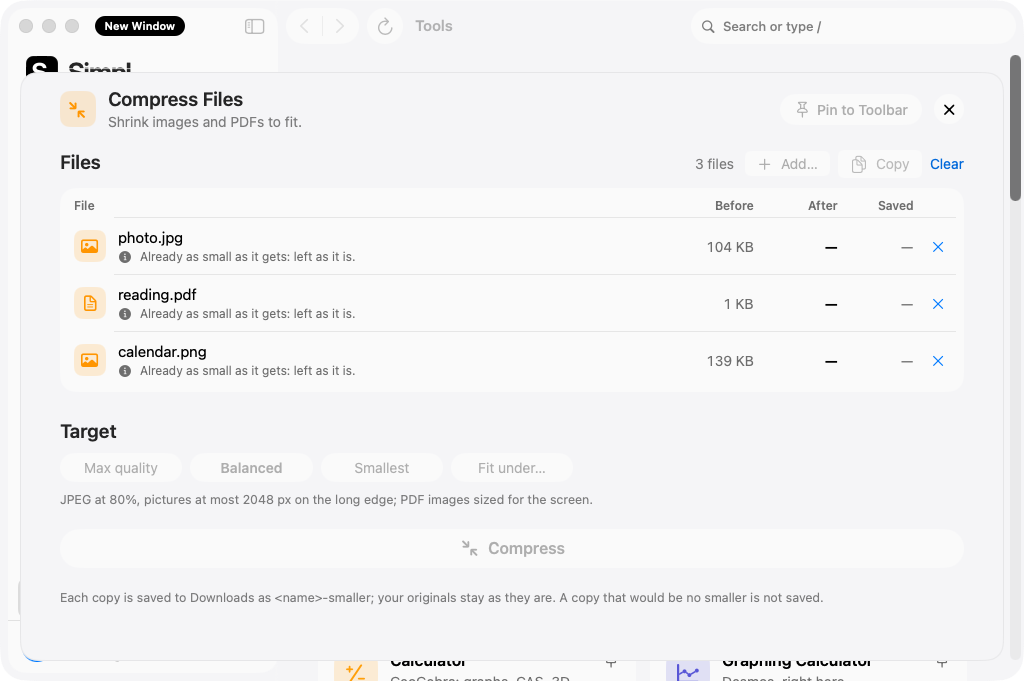 New Window
Tools
Search or type /
Compress Files
Shrink images and PDFs to fit.
Pin to Toolbar
Files
3 files
Add...
Copy
Clear
File Before After Saved
photo.jpg
Already as small as it gets: left as it is.
104 KB — —
reading.pdf
Already as small as it gets: left as it is.
1 KB — —
calendar.png
Already as small as it gets: left as it is.
139 KB — —
Target
Max quality
Balanced
Smallest
Fit under...
JPEG at 80%, pictures at most 2048 px on the long edge; PDF images sized for the screen.
Compress
Each copy is saved to Downloads as <name>-smaller; your originals stay as they are. A copy that would be no smaller is not saved.
Calculator
Graphing Calculator